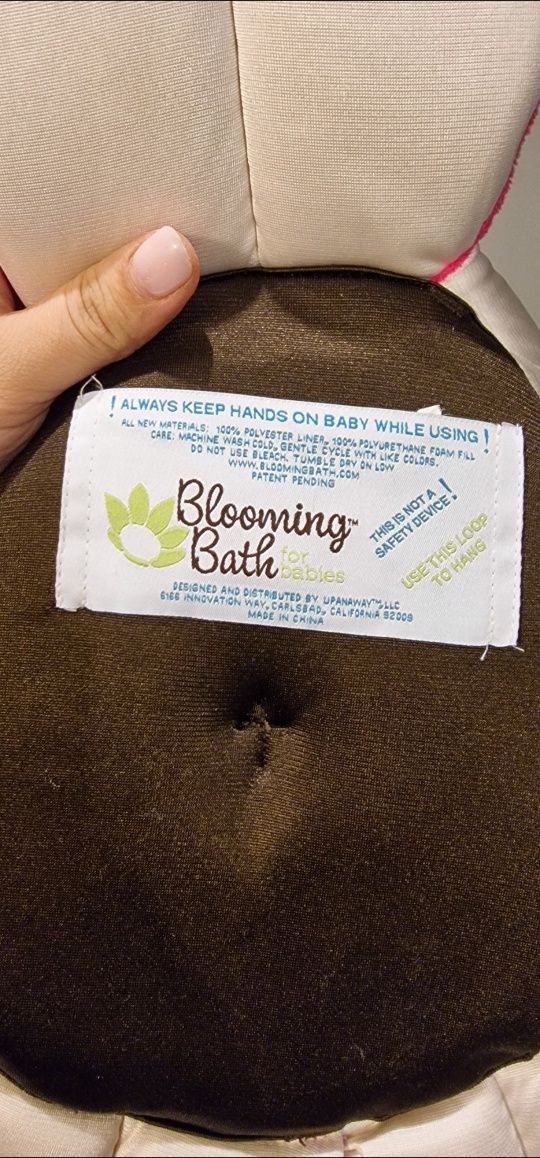 ! ALWAYS KEEP HANDS ON BABY WHILE USING !
ALL NEW MATERIALS: 100% POLYESTER LINER, 100% POLYURETHANE FOAM FILL
CARE: MACHINE WASH COLD, GENTLE CYCLE WITH LIKE COLORS.
DO NOT USE BLEACH. TUMBLE DRY ON LOW
WWW.BLOOMINGBATH.COM
PATENT PENDING
Blooming™
Bath for
babies
THIS IS NOT A
SAFETY DEVICE!
USE THIS LOOP
TO HANG
DESIGNED AND DISTRIBUTED BY UPANAWAY™, LLC
6166 INNOVATION WAY, CARLSBAD, CALIFORNIA 92009
MADE IN CHINA